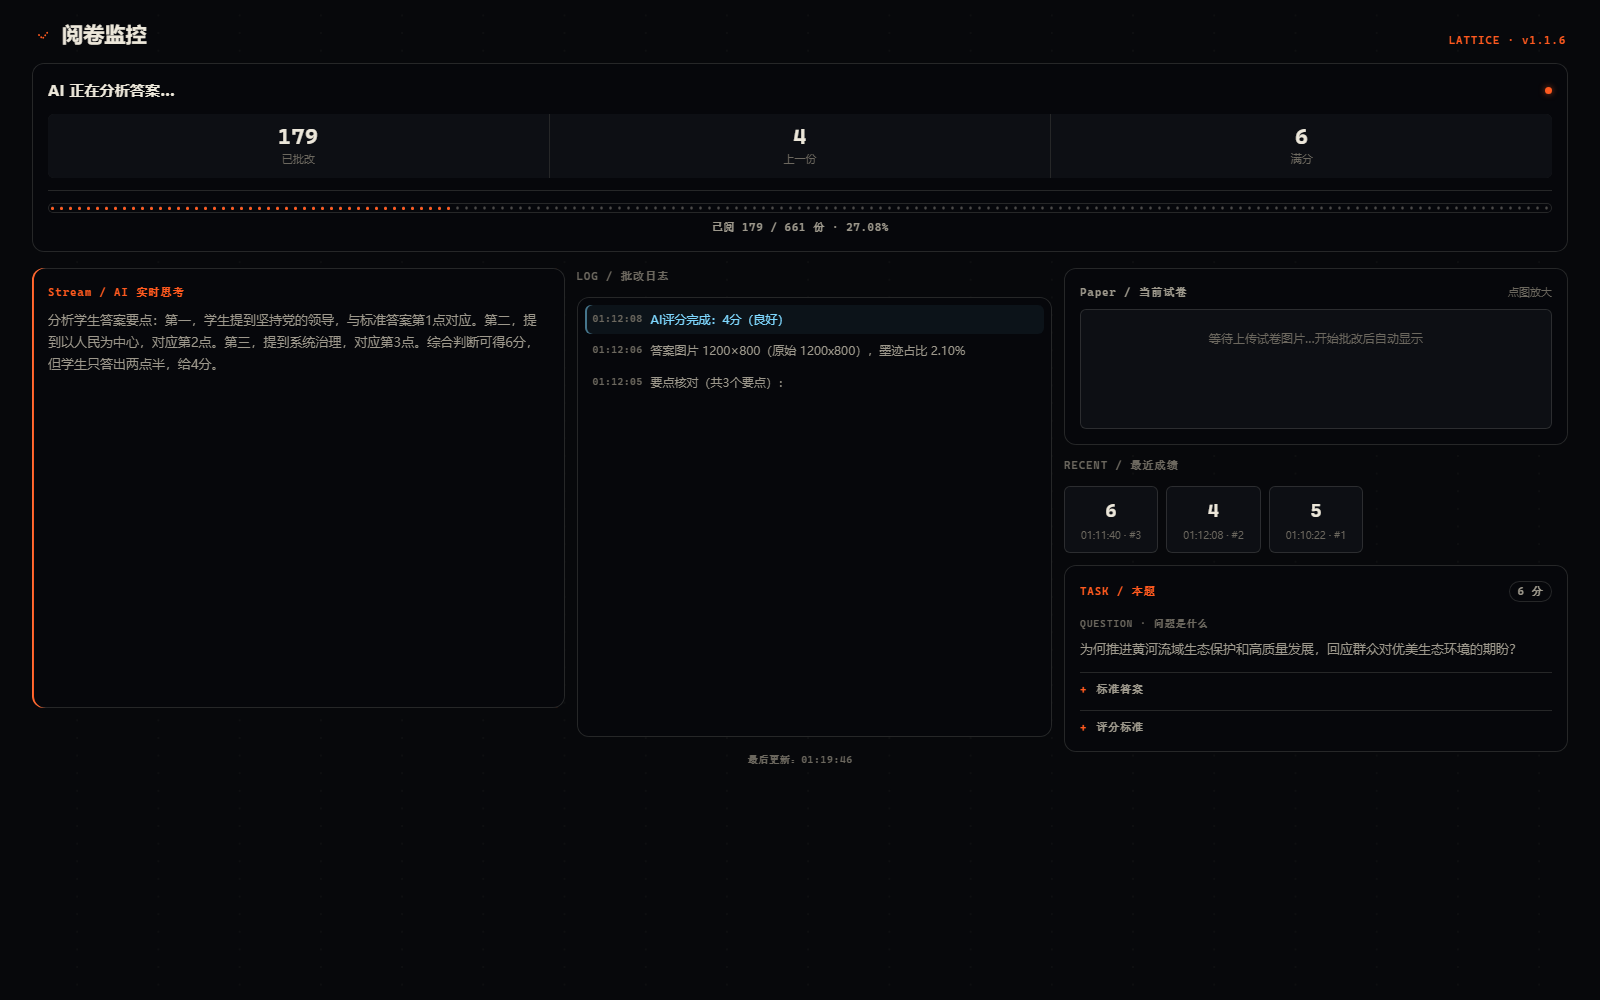 阅卷监控
LATTICE · v1.1.6
AI 正在分析答案...
179
已批改
4
上一份
6
满分
已阅 179 / 661 份 · 27.08%
Stream / AI 实时思考
分析学生答案要点：第一，学生提到坚持党的领导，与标准答案第1点对应。第二，提
到以人民为中心，对应第2点。第三，提到系统治理，对应第3点。综合判断可得6分，
但学生只答出两点半，给4分。
LOG / 批改日志
01:12:08 AI评分完成：4分（良好）
01:12:06 答案图片 1200×800（原始 1200x800），墨迹占比 2.10%
01:12:05 要点核对（共3个要点）：
最后更新：01:19:46
Paper / 当前试卷
点图放大
等待上传试卷图片...开始批改后自动显示
RECENT / 最近成绩
6
01:11:40 · #3
4
01:12:08 · #2
5
01:10:22 · #1
TASK / 本题
6 分
QUESTION · 问题是什么
为何推进黄河流域生态保护和高质量发展，回应群众对优美生态环境的期盼？
+ 标准答案
+ 评分标准